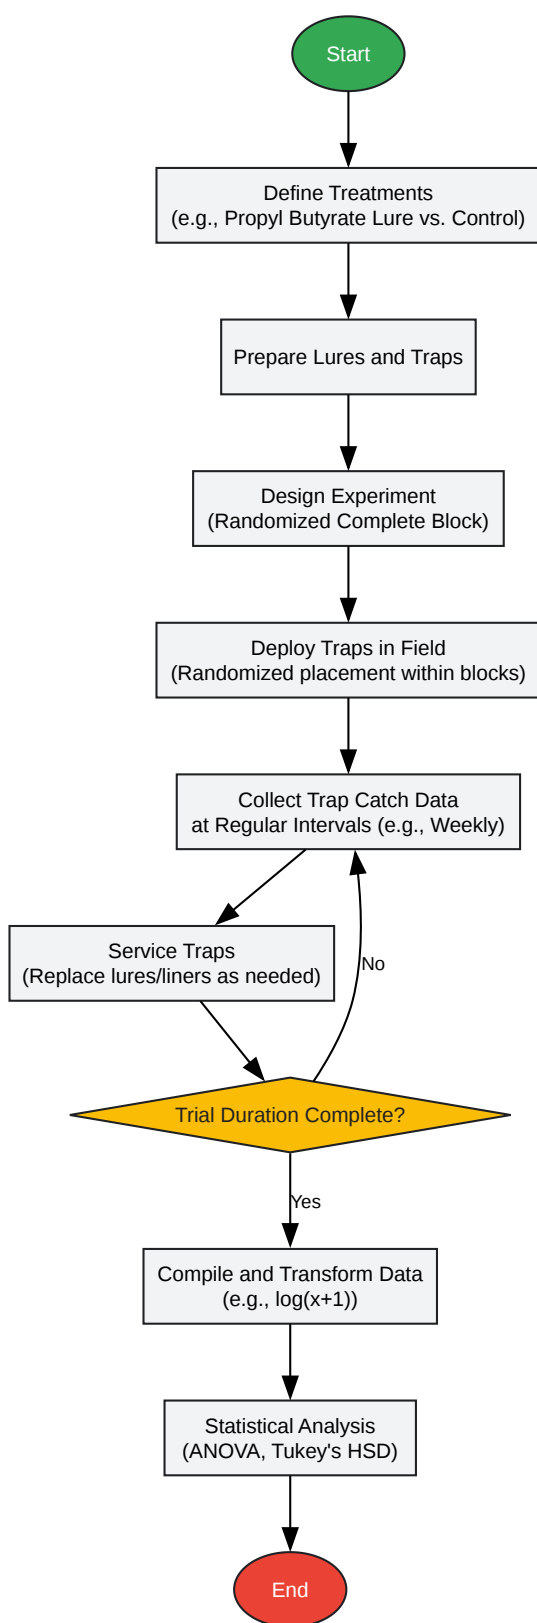 Start
Define Treatments
(e.g., Propyl Butyrate Lure vs. Control)
Prepare Lures and Traps
Design Experiment
(Randomized Complete Block)
Deploy Traps in Field
(Randomized placement within blocks)
Collect Trap Catch Data
at Regular Intervals (e.g., Weekly)
Service Traps
(Replace lures/liners as needed)
No
Trial Duration Complete?
Yes
Compile and Transform Data
(e.g., log(x+1))
Statistical Analysis
(ANOVA, Tukey's HSD)
End